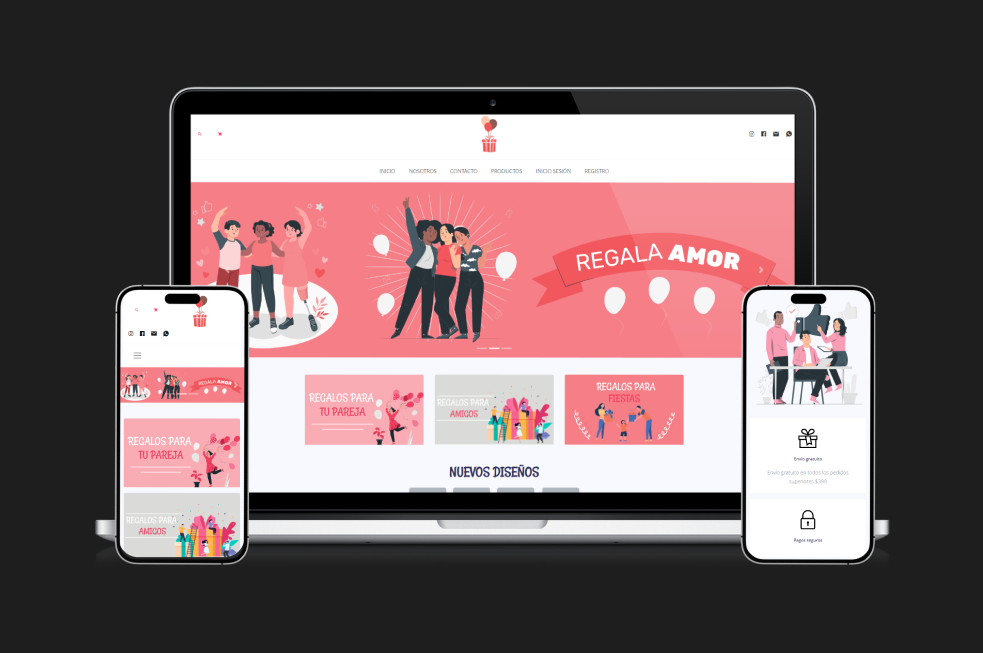 INICIO NOSOTROS CONTACTO PRODUCTOS INICIO SESIÓN REGISTRO
REGALA AMOR
REGALOS PARA
TU PAREJA
REGALOS PARA
AMIGOS
REGALOS PARA
FIESTAS
NUEVOS DISEÑOS
REGALA AMOR
REGALOS PARA
TU PAREJA
REGALOS PARA
AMIGOS
Envío gratuito
Envío gratuito en todos los pedidos
superiores $399
Pagos seguros